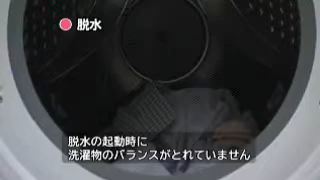 脱水
脱水の起動時に
洗濯物のバランスがとれていません